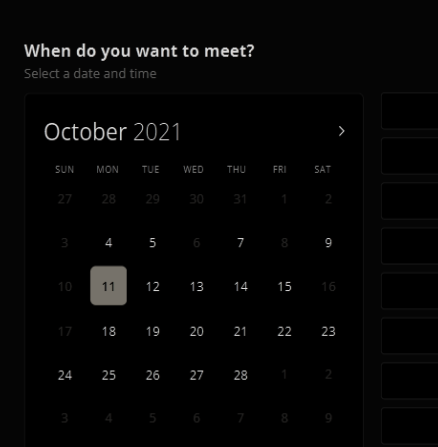 When do you want to meet?
Select a date and time
October 2021
SUN MON TUE WED THU FRI SAT
27 28 29 30 31 1 2
3 4 5 6 7 8 9
10 11 12 13 14 15 16
17 18 19 20 21 22 23
24 25 26 27 28 1 2
3 4 5 6 7 8 9